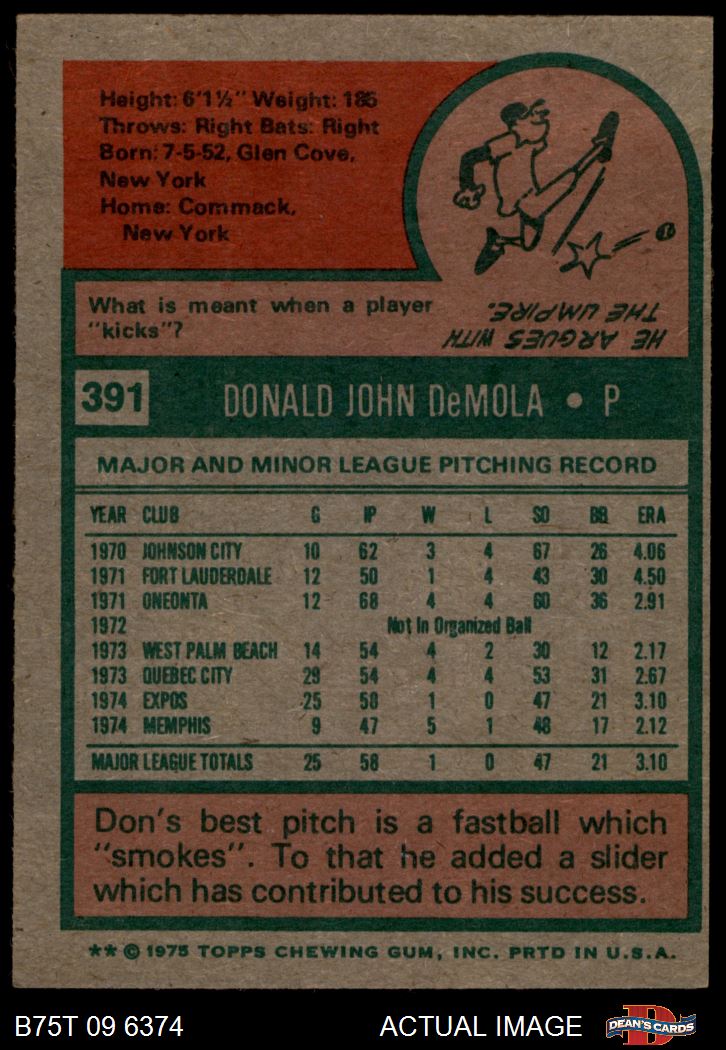 Height: 6'1½" Weight: 185
Throws: Right Bats: Right
Born: 7-5-52, Glen Cove,
New York
Home: Commack,
New York
What is meant when a player
"kicks"?
HE ARGUES WITH
THE UMPIRE.
391 DONALD JOHN DeMOLA • P
MAJOR AND MINOR LEAGUE PITCHING RECORD
YEAR CLUB G IP W L SO BB ERA
1970 JOHNSON CITY 10 62 3 4 67 26 4.06
1971 FORT LAUDERDALE 12 50 1 4 43 30 4.50
1971 ONEONTA 12 68 4 4 60 36 2.91
1972 Not In Organized Ball
1973 WEST PALM BEACH 14 54 4 2 30 12 2.17
1973 QUEBEC CITY 29 54 4 4 53 31 2.67
1974 EXPOS 25 58 1 0 47 21 3.10
1974 MEMPHIS 9 47 5 1 48 17 2.12
MAJOR LEAGUE TOTALS 25 58 1 0 47 21 3.10
Don's best pitch is a fastball which
"smokes". To that he added a slider
which has contributed to his success.
** © 1975 TOPPS CHEWING GUM, INC. PRTD IN U.S.A.
B75T 09 6374 ACTUAL IMAGE DEAN'S CARDS